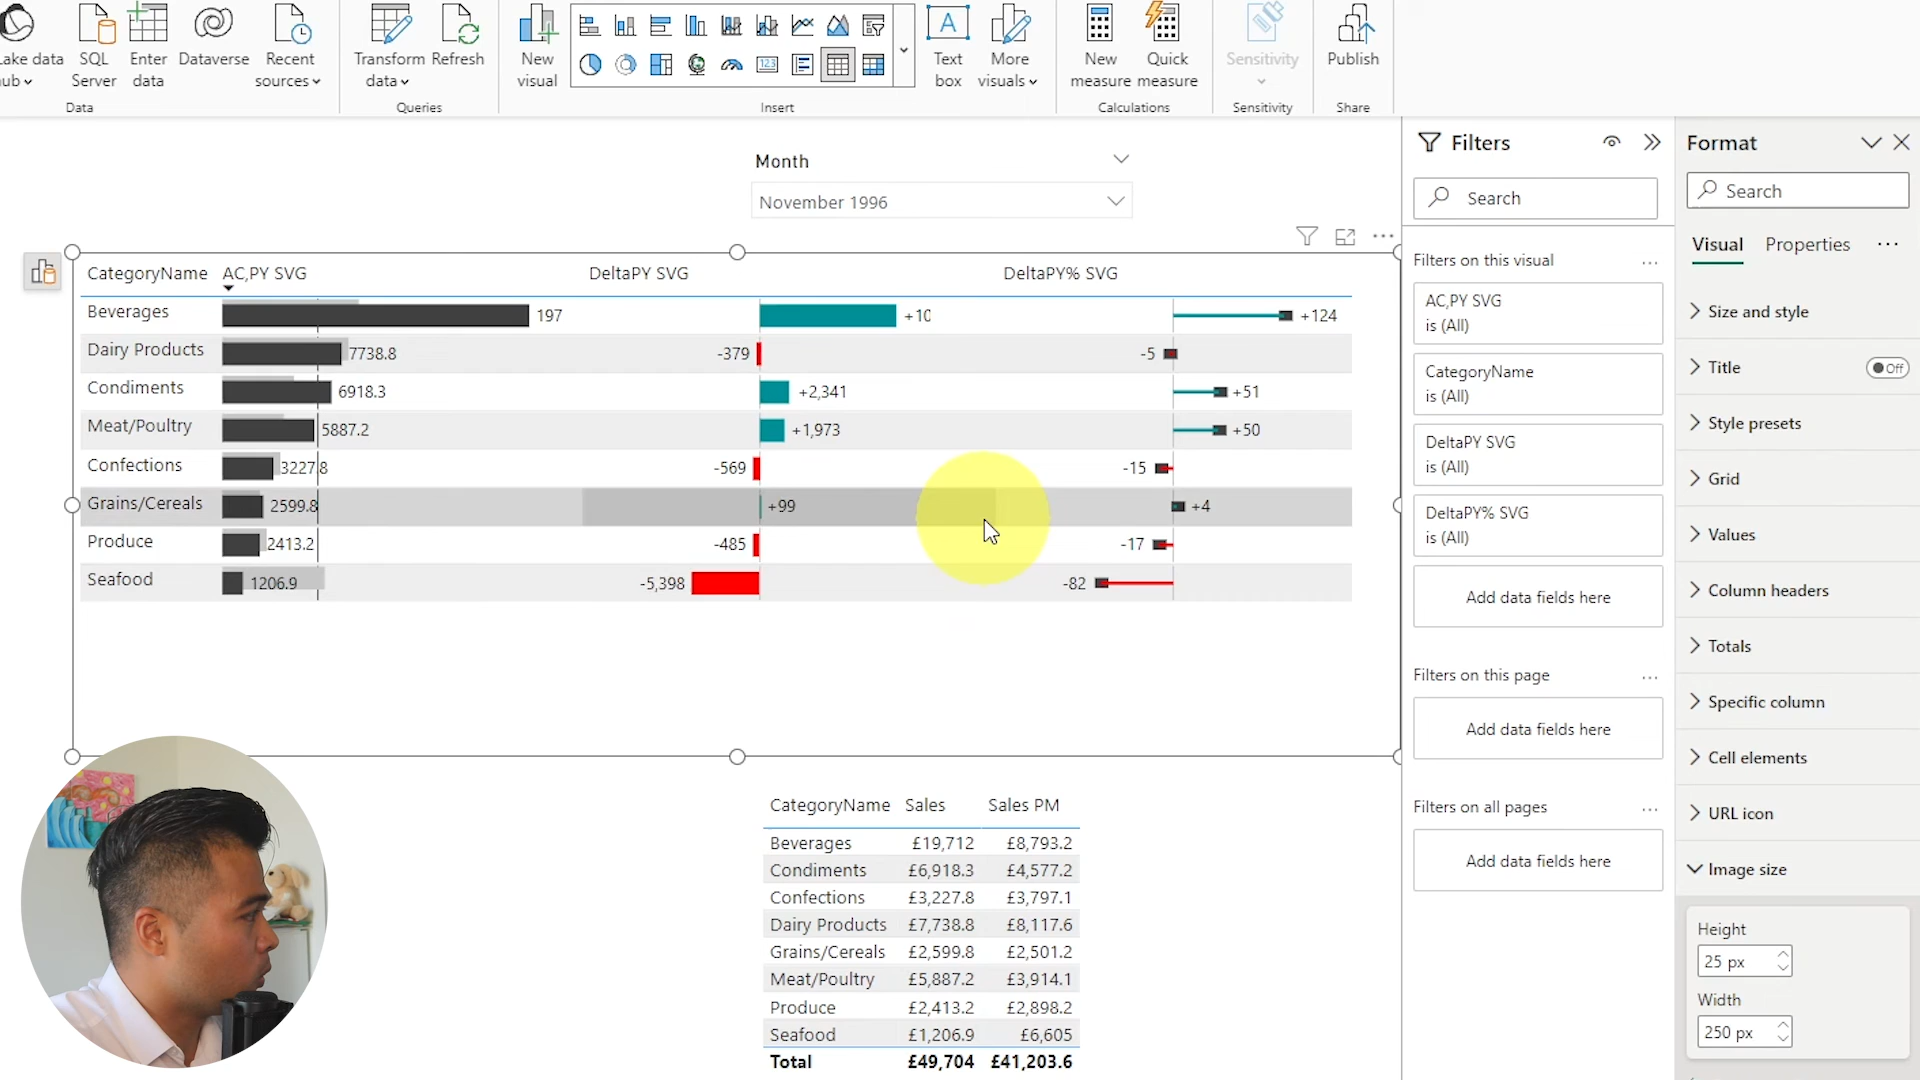 ake data
ub
SQL
Server
Enter
data
Dataverse
Recent
sources
Data
Transform
data
Refresh
Queries
New
visual
123
Insert
A
Text
box
More
visuals
New
measure
Quick
measure
Calculations
Sensitivity
Sensitivity
Publish
Share
Month
November 1996
CategoryName AC,PY SVG DeltaPY SVG DeltaPY% SVG
Beverages 197 +10 +124
Dairy Products 7738.8 -379 -5
Condiments 6918.3 +2,341 +51
Meat/Poultry 5887.2 +1,973 +50
Confections 3227.8 -569 -15
Grains/Cereals 2599.8 +99 +4
Produce 2413.2 -485 -17
Seafood 1206.9 -5,398 -82
CategoryName Sales Sales PM
Beverages £19,712 £8,793.2
Condiments £6,918.3 £4,577.2
Confections £3,227.8 £3,797.1
Dairy Products £7,738.8 £8,117.6
Grains/Cereals £2,599.8 £2,501.2
Meat/Poultry £5,887.2 £3,914.1
Produce £2,413.2 £2,898.2
Seafood £1,206.9 £6,605
Total £49,704 £41,203.6
Filters
Search
Filters on this visual ...
AC,PY SVG
is (All)
CategoryName
is (All)
DeltaPY SVG
is (All)
DeltaPY% SVG
is (All)
Add data fields here
Filters on this page ...
Add data fields here
Filters on all pages ...
Add data fields here
Format
Search
Visual Properties ...
Size and style
Title Off
Style presets
Grid
Values
Column headers
Totals
Specific column
Cell elements
URL icon
Image size
Height
25 px
Width
250 px